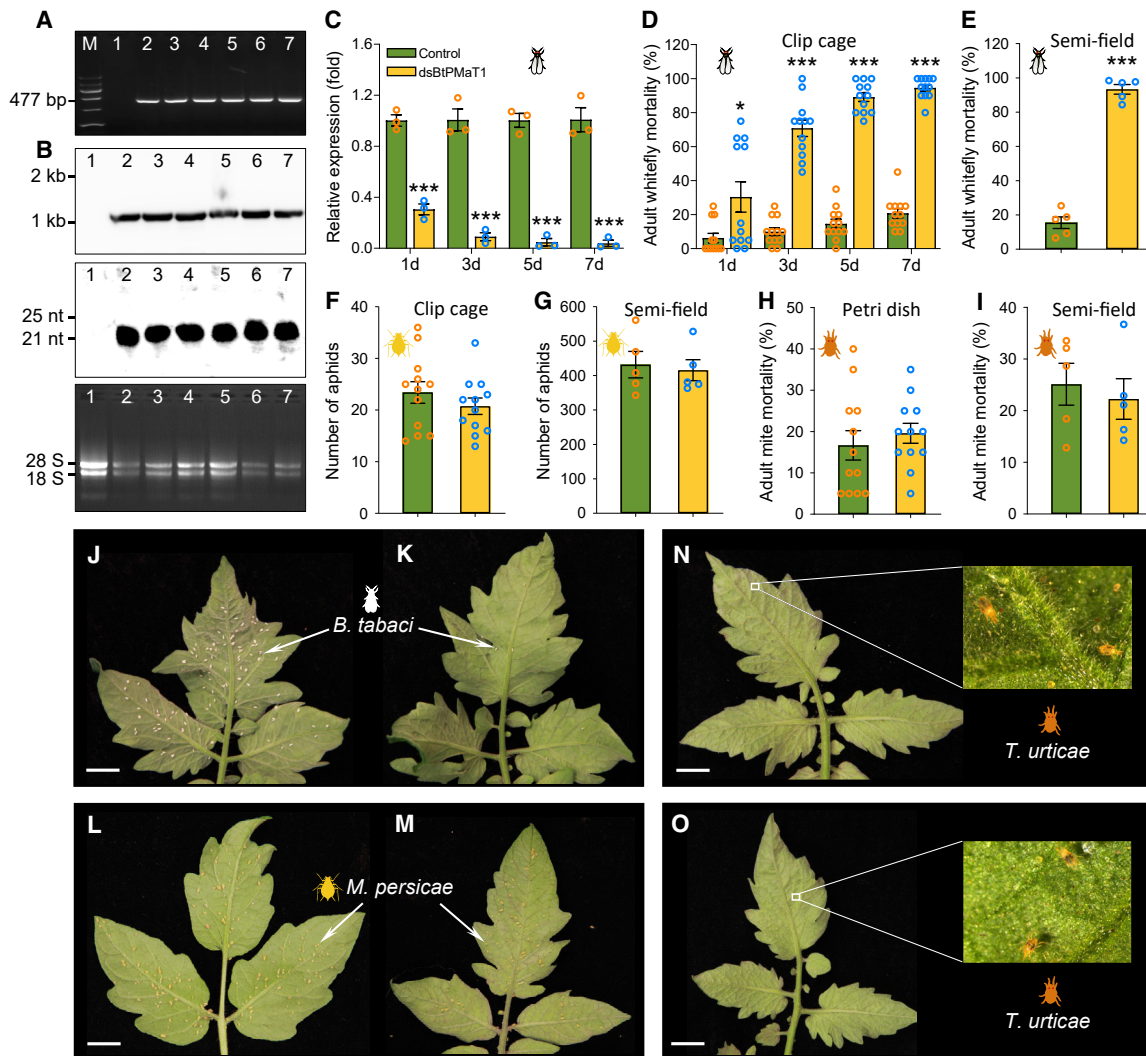 A
M 1 2 3 4 5 6 7
477 bp
B
1 2 3 4 5 6 7
2 kb
1 kb
1 2 3 4 5 6 7
25 nt
21 nt
1 2 3 4 5 6 7
28 S
18 S
C
Relative expression (fold)
1.6
1.2
0.8
0.4
0.0
Control
dsBtPMaT1
*** *** *** ***
1d 3d 5d 7d
D
Clip cage
Adult whitefly mortality (%)
120
100
80
60
40
20
0
* *** *** ***
1d 3d 5d 7d
E
Semi-field
Adult whitefly mortality (%)
120
100
80
60
40
20
0
***
F
Clip cage
Number of aphids
40
30
20
10
0
G
Semi-field
Number of aphids
600
500
400
300
200
100
0
H
Petri dish
Adult mite mortality (%)
50
40
30
20
10
0
I
Semi-field
Adult mite mortality (%)
40
30
20
10
0
J
K
B. tabaci
N
T. urticae
L
M
M. persicae
O
T. urticae